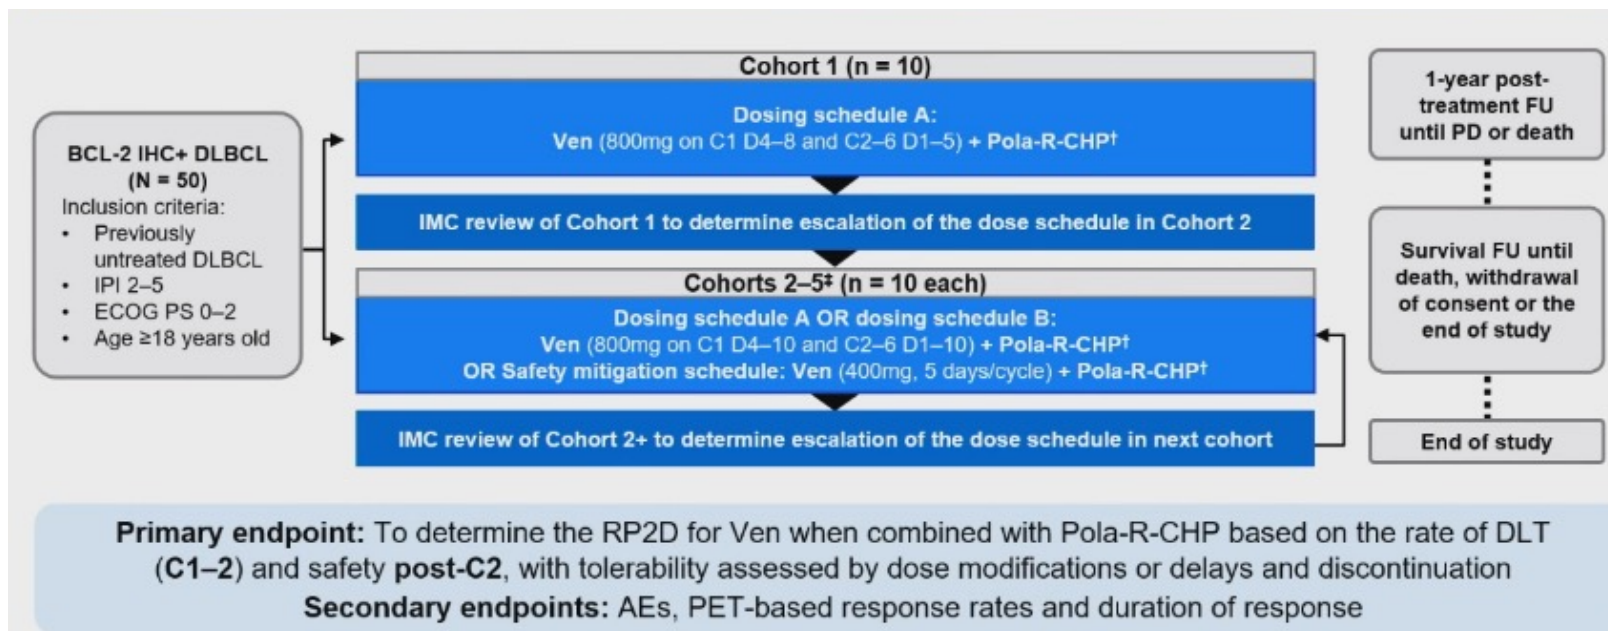 BCL-2 IHC+ DLBCL
(N = 50)
Inclusion criteria:
• Previously
untreated DLBCL
• IPI 2–5
• ECOG PS 0–2
• Age ≥18 years old
Cohort 1 (n = 10)
Dosing schedule A:
Ven (800mg on C1 D4–8 and C2–6 D1–5) + Pola-R-CHP†
IMC review of Cohort 1 to determine escalation of the dose schedule in Cohort 2
Cohorts 2–5‡ (n = 10 each)
Dosing schedule A OR dosing schedule B:
Ven (800mg on C1 D4–10 and C2–6 D1–10) + Pola-R-CHP†
OR Safety mitigation schedule: Ven (400mg, 5 days/cycle) + Pola-R-CHP†
IMC review of Cohort 2+ to determine escalation of the dose schedule in next cohort
1-year post-
treatment FU
until PD or death
Survival FU until
death, withdrawal
of consent or the
end of study
End of study
Primary endpoint: To determine the RP2D for Ven when combined with Pola-R-CHP based on the rate of DLT
(C1–2) and safety post-C2, with tolerability assessed by dose modifications or delays and discontinuation
Secondary endpoints: AEs, PET-based response rates and duration of response